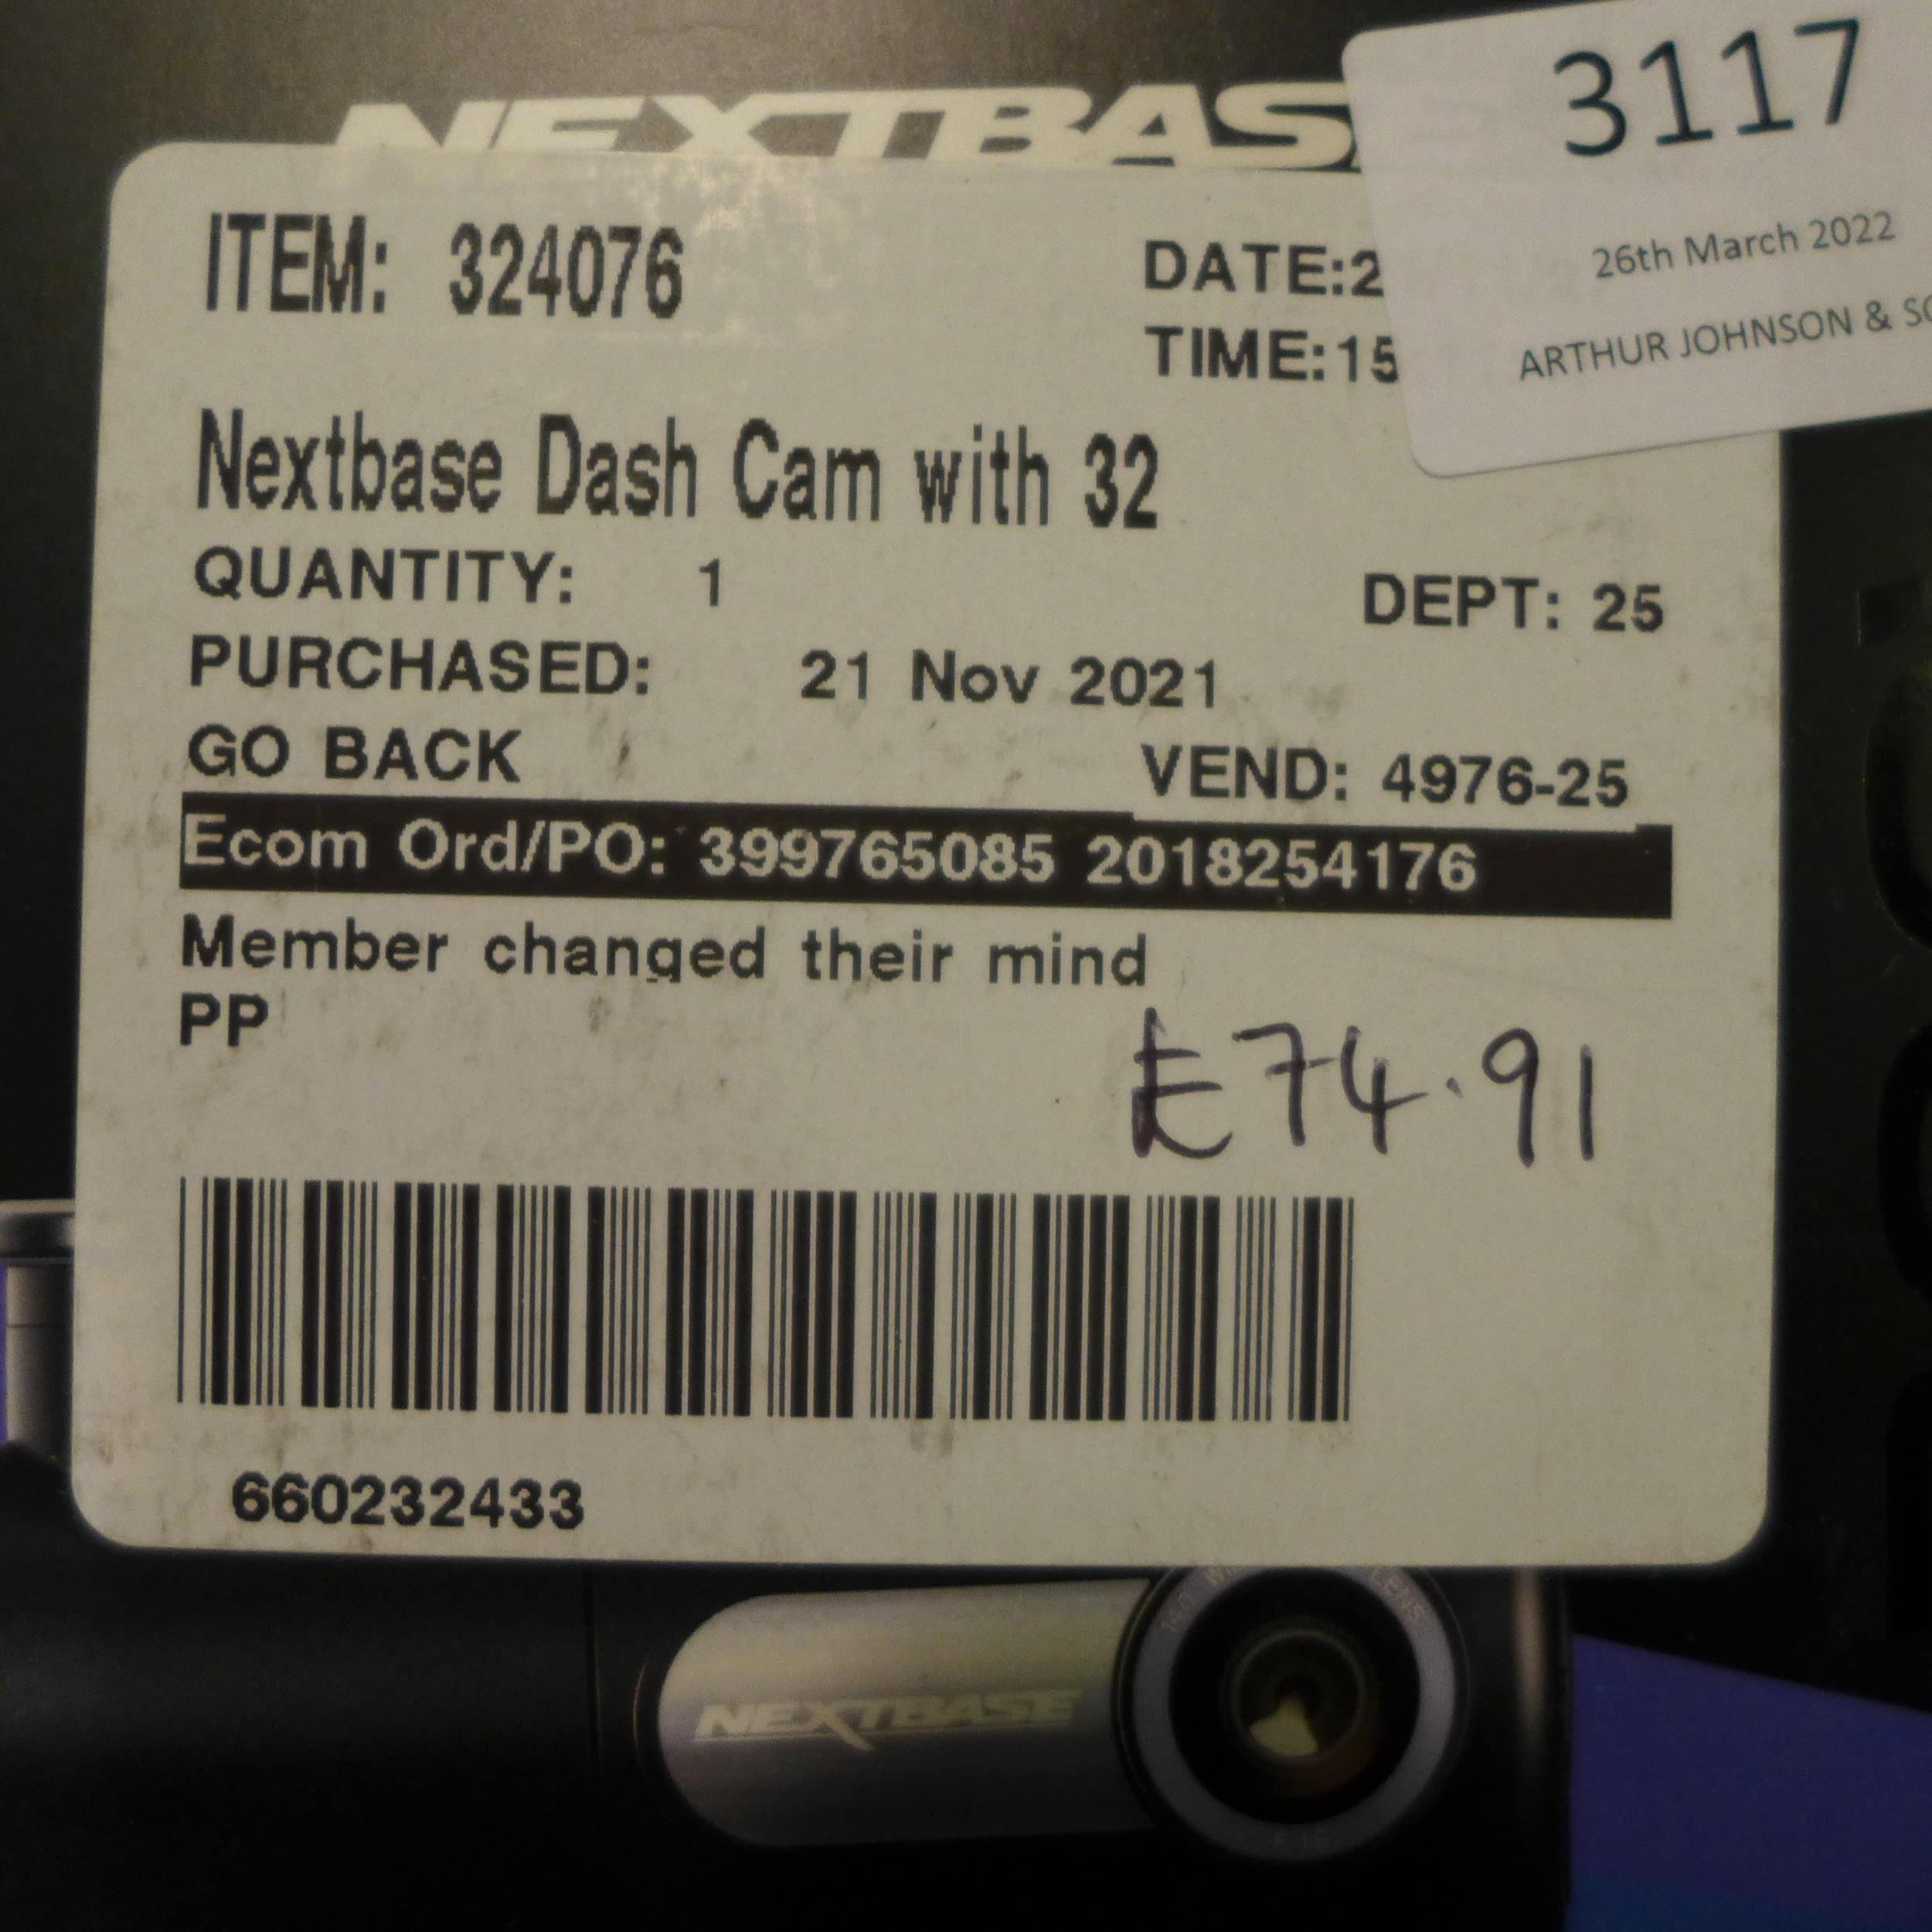 NEXTBAS
3117
26th March 2022
ARTHUR JOHNSON & SO
ITEM: 324076
DATE:2
TIME:15
Nextbase Dash Cam with 32
QUANTITY: 1
DEPT: 25
PURCHASED: 21 Nov 2021
GO BACK
VEND: 4976-25
Ecom Ord/PO: 399765085 2018254176
Member changed their mind
PP
£74.91
660232433
NEXTBASE
LENS